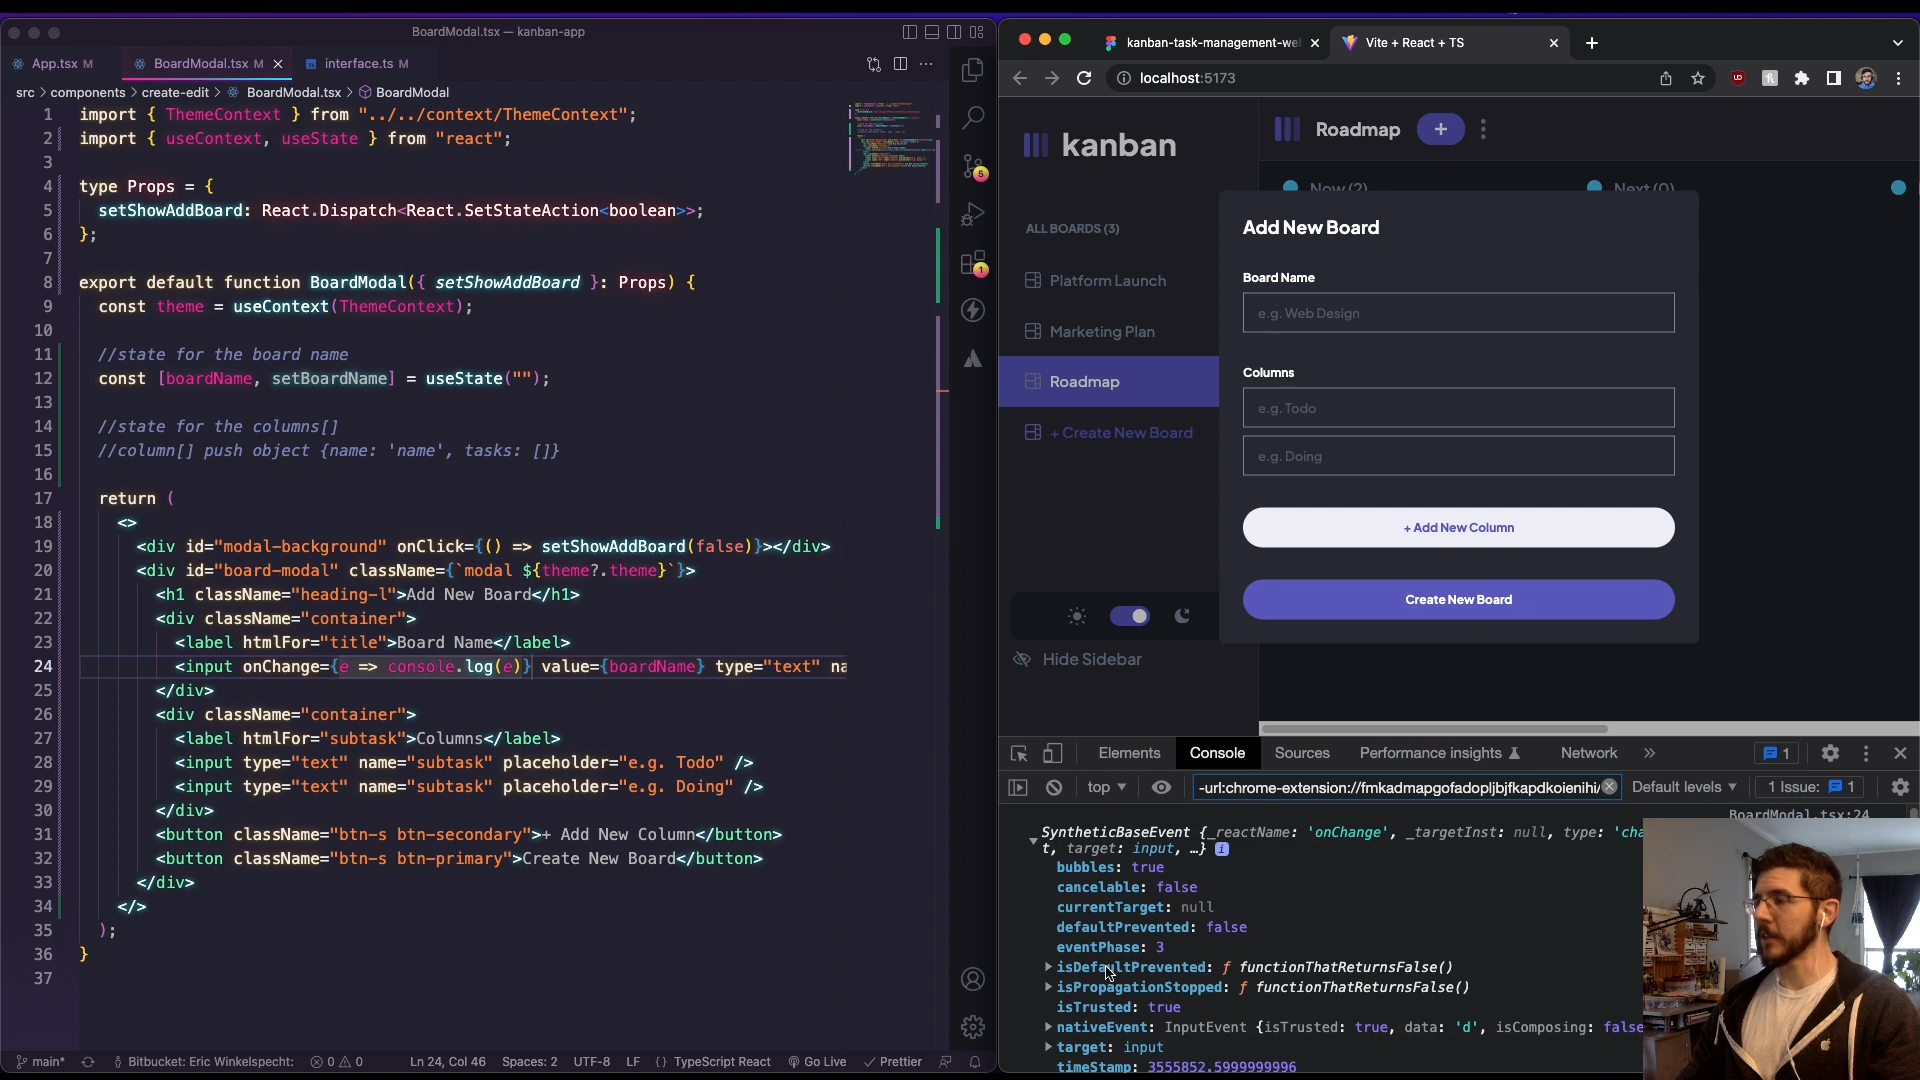 BoardModal.tsx — kanban-app
App.tsx M
BoardModal.tsx M
interface.ts M
src > components > create-edit > BoardModal.tsx > BoardModal
1 import { ThemeContext } from "../../context/ThemeContext";
2 import { useContext, useState } from "react";
3
4 type Props = {
5 setShowAddBoard: React.Dispatch<React.SetStateAction<boolean>>;
6 };
7
8 export default function BoardModal({ setShowAddBoard }: Props) {
9 const theme = useContext(ThemeContext);
10
11 //state for the board name
12 const [boardName, setBoardName] = useState("");
13
14 //state for the columns[]
15 //column[] push object {name: 'name', tasks: []}
16
17 return (
18 <>
19 <div id="modal-background" onClick={() => setShowAddBoard(false)}></div>
20 <div id="board-modal" className={`modal ${theme?.theme}`}>
21 <h1 className="heading-l">Add New Board</h1>
22 <div className="container">
23 <label htmlFor="title">Board Name</label>
24 <input onChange={e => console.log(e)} value={boardName} type="text" na
25 </div>
26 <div className="container">
27 <label htmlFor="subtask">Columns</label>
28 <input type="text" name="subtask" placeholder="e.g. Todo" />
29 <input type="text" name="subtask" placeholder="e.g. Doing" />
30 </div>
31 <button className="btn-s btn-secondary">+ Add New Column</button>
32 <button className="btn-s btn-primary">Create New Board</button>
33 </div>
34 </>
35 );
36 }
37
5
1
main*
Bitbucket: Eric Winkelspecht:
0 0
Ln 24, Col 46
Spaces: 2
UTF-8
LF
{} TypeScript React
Go Live
Prettier
kanban-task-management-we
Vite + React + TS
localhost:5173
kanban
Roadmap
+
Now (2)
Next (0)
ALL BOARDS (3)
Platform Launch
Marketing Plan
Roadmap
+ Create New Board
Hide Sidebar
Add New Board
Board Name
e.g. Web Design
Columns
e.g. Todo
e.g. Doing
+ Add New Column
Create New Board
Elements
Console
Sources
Performance insights
Network
»
1
top
-url:chrome-extension://fmkadmapgofadopljbjfkapdkoienihi/
Default levels
1 Issue: 1
BoardModal.tsx:24
SyntheticBaseEvent {_reactName: 'onChange', _targetInst: null, type: 'cha
t, target: input, …} i
bubbles: true
cancelable: false
currentTarget: null
defaultPrevented: false
eventPhase: 3
isDefaultPrevented: ƒ functionThatReturnsFalse()
isPropagationStopped: ƒ functionThatReturnsFalse()
isTrusted: true
nativeEvent: InputEvent {isTrusted: true, data: 'd', isComposing: false
target: input
timeStamp: 3555852.5999999996